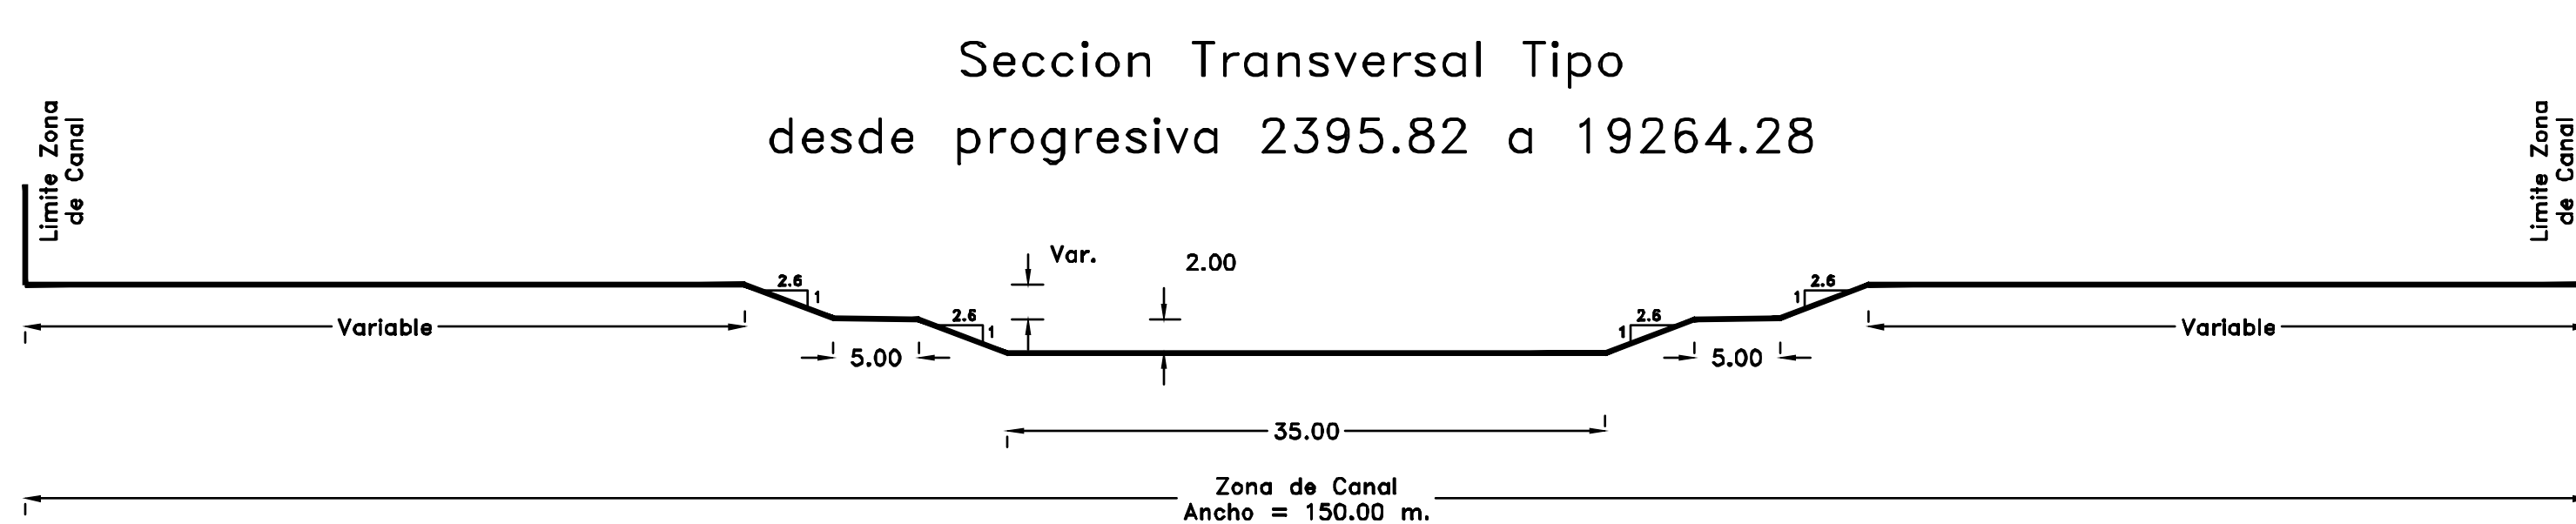 Seccion Transversal Tipo
desde progresiva 2395.82 a 19264.28
Limite Zona
de Canal
Limite Zona
de Canal
Var.
2.00
2.6
1
2.6
1
2.6
1
2.6
1
Variable
5.00
5.00
Variable
35.00
Zona de Canal
Ancho = 150.00 m.